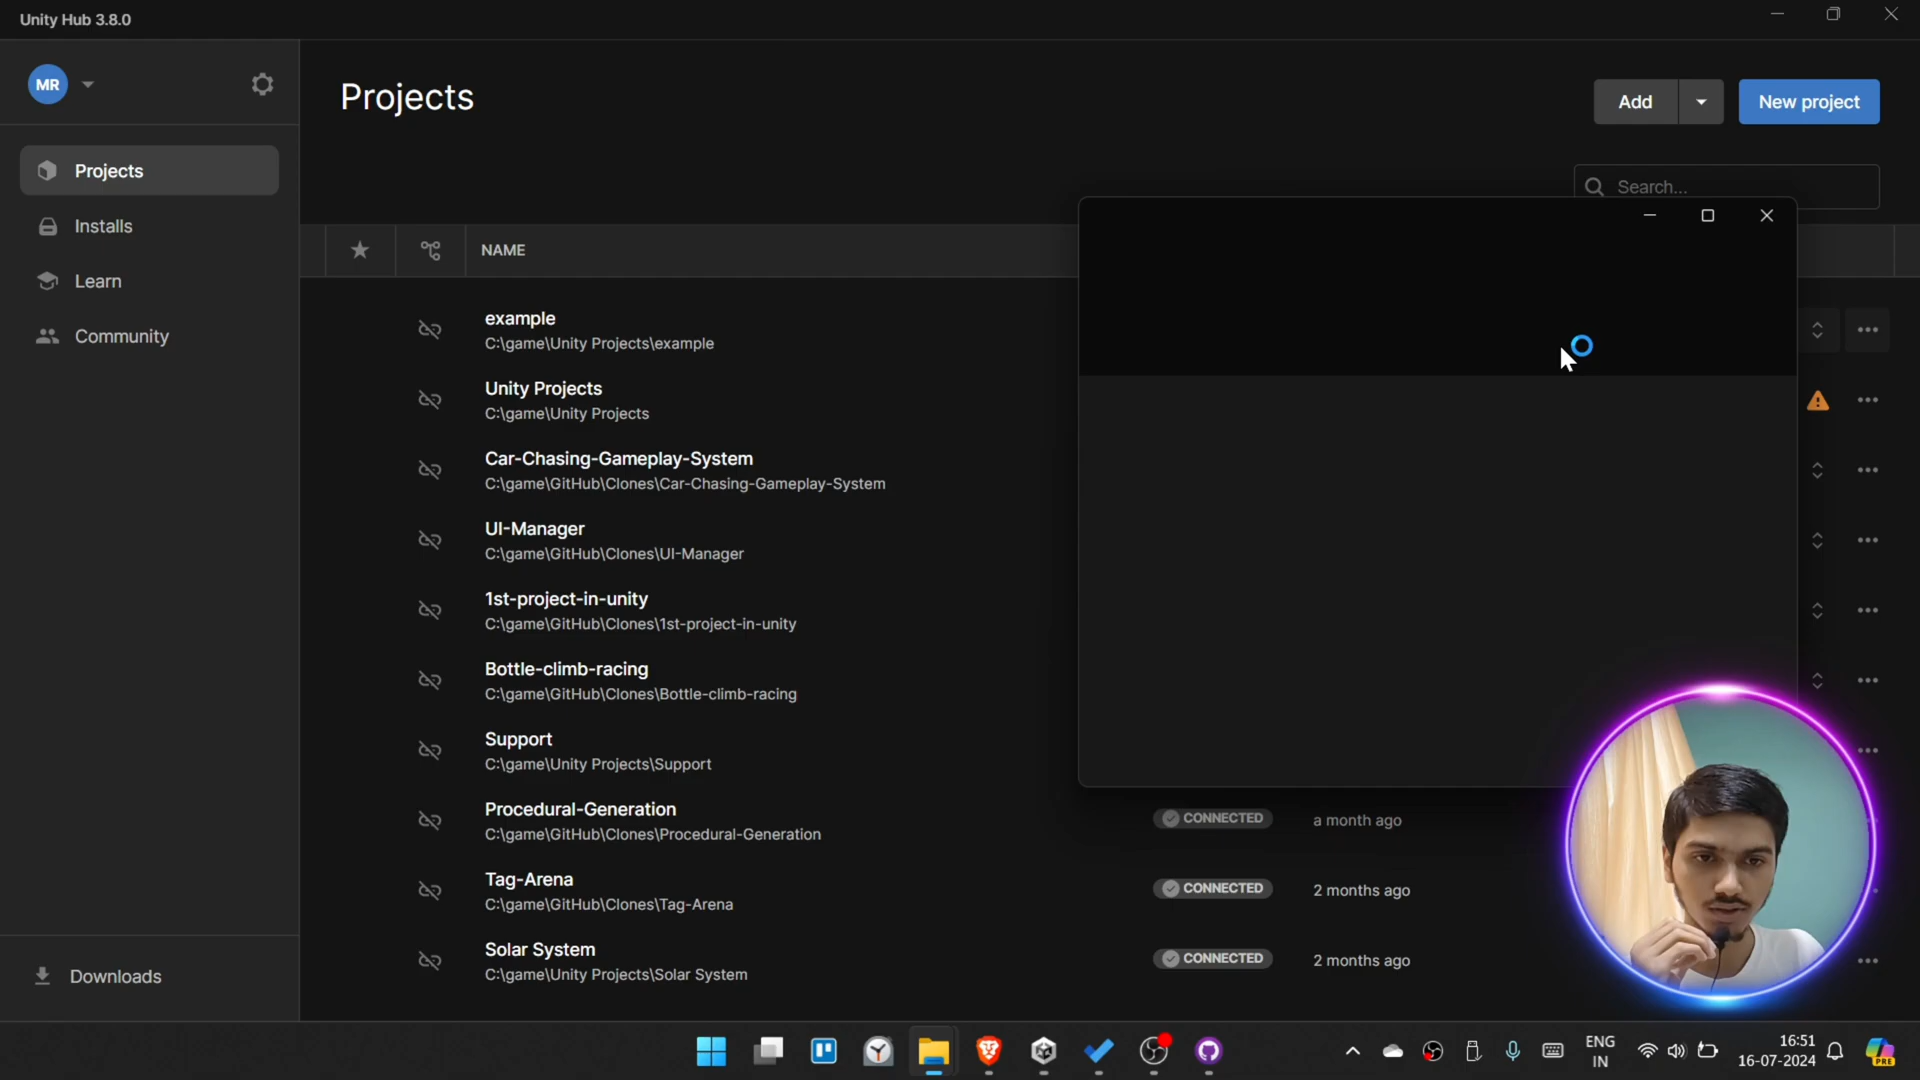 Unity Hub 3.8.0
MR
Projects
Add
New project
Projects
Installs
Learn
Community
Search...
NAME
example
C:\game\Unity Projects\example
Unity Projects
C:\game\Unity Projects
Car-Chasing-Gameplay-System
C:\game\GitHub\Clones\Car-Chasing-Gameplay-System
UI-Manager
C:\game\GitHub\Clones\UI-Manager
1st-project-in-unity
C:\game\GitHub\Clones\1st-project-in-unity
Bottle-climb-racing
C:\game\GitHub\Clones\Bottle-climb-racing
Support
C:\game\Unity Projects\Support
Procedural-Generation
C:\game\GitHub\Clones\Procedural-Generation
CONNECTED a month ago
Tag-Arena
C:\game\GitHub\Clones\Tag-Arena
CONNECTED 2 months ago
Solar System
C:\game\Unity Projects\Solar System
CONNECTED 2 months ago
Downloads
ENG
IN
16:51
16-07-2024
PRE